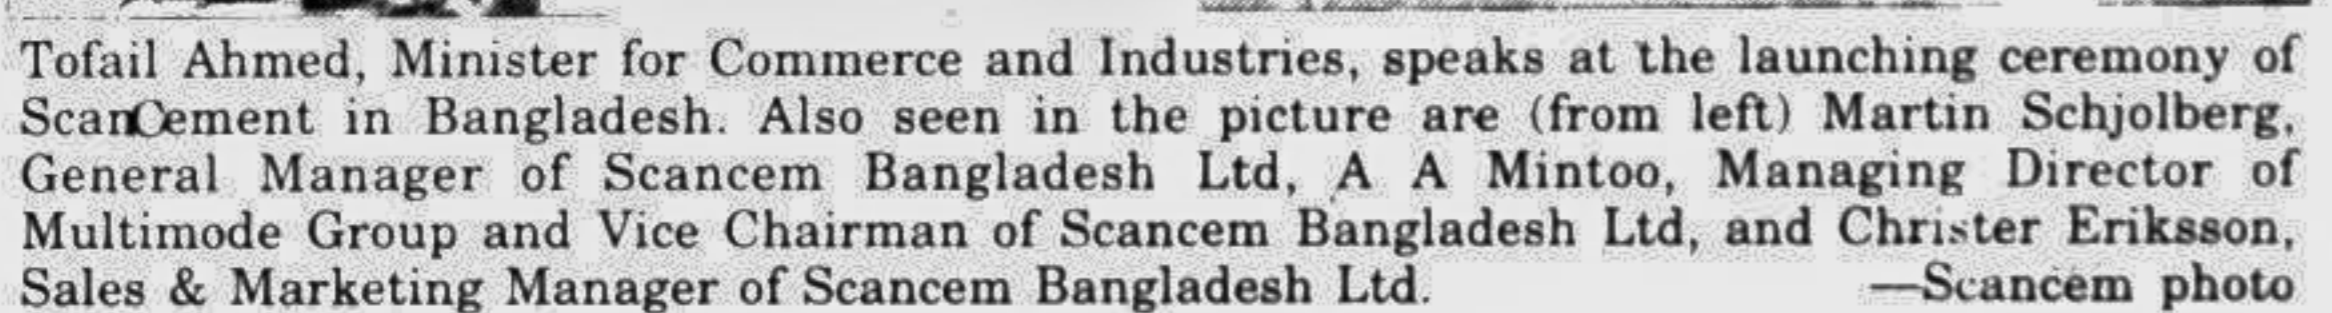 Tofail Ahmed, Minister for Commerce and Industries, speaks at the launching ceremony of
ScanCement in Bangladesh. Also seen in the picture are (from left) Martin Schjolberg,
General Manager of Scancem Bangladesh Ltd, A A Mintoo, Managing Director of
Multimode Group and Vice Chairman of Scancem Bangladesh Ltd, and Christer Eriksson,
Sales & Marketing Manager of Scancem Bangladesh Ltd. —Scancem photo